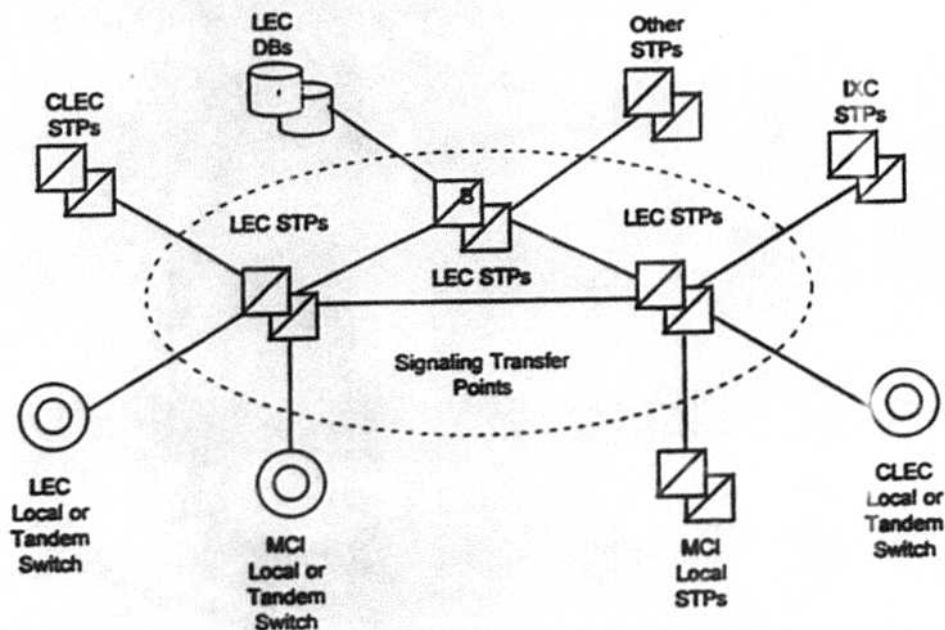 LEC
DBs
Other
STPs
CLEC
STPs
IXC
STPs
B
LEC STPs
LEC STPs
LEC STPs
Signaling Transfer
Points
LEC
Local or
Tandem
Switch
MCI
Local or
Tandem
Switch
MCI
Local
STPs
CLEC
Local or
Tandem
Switch